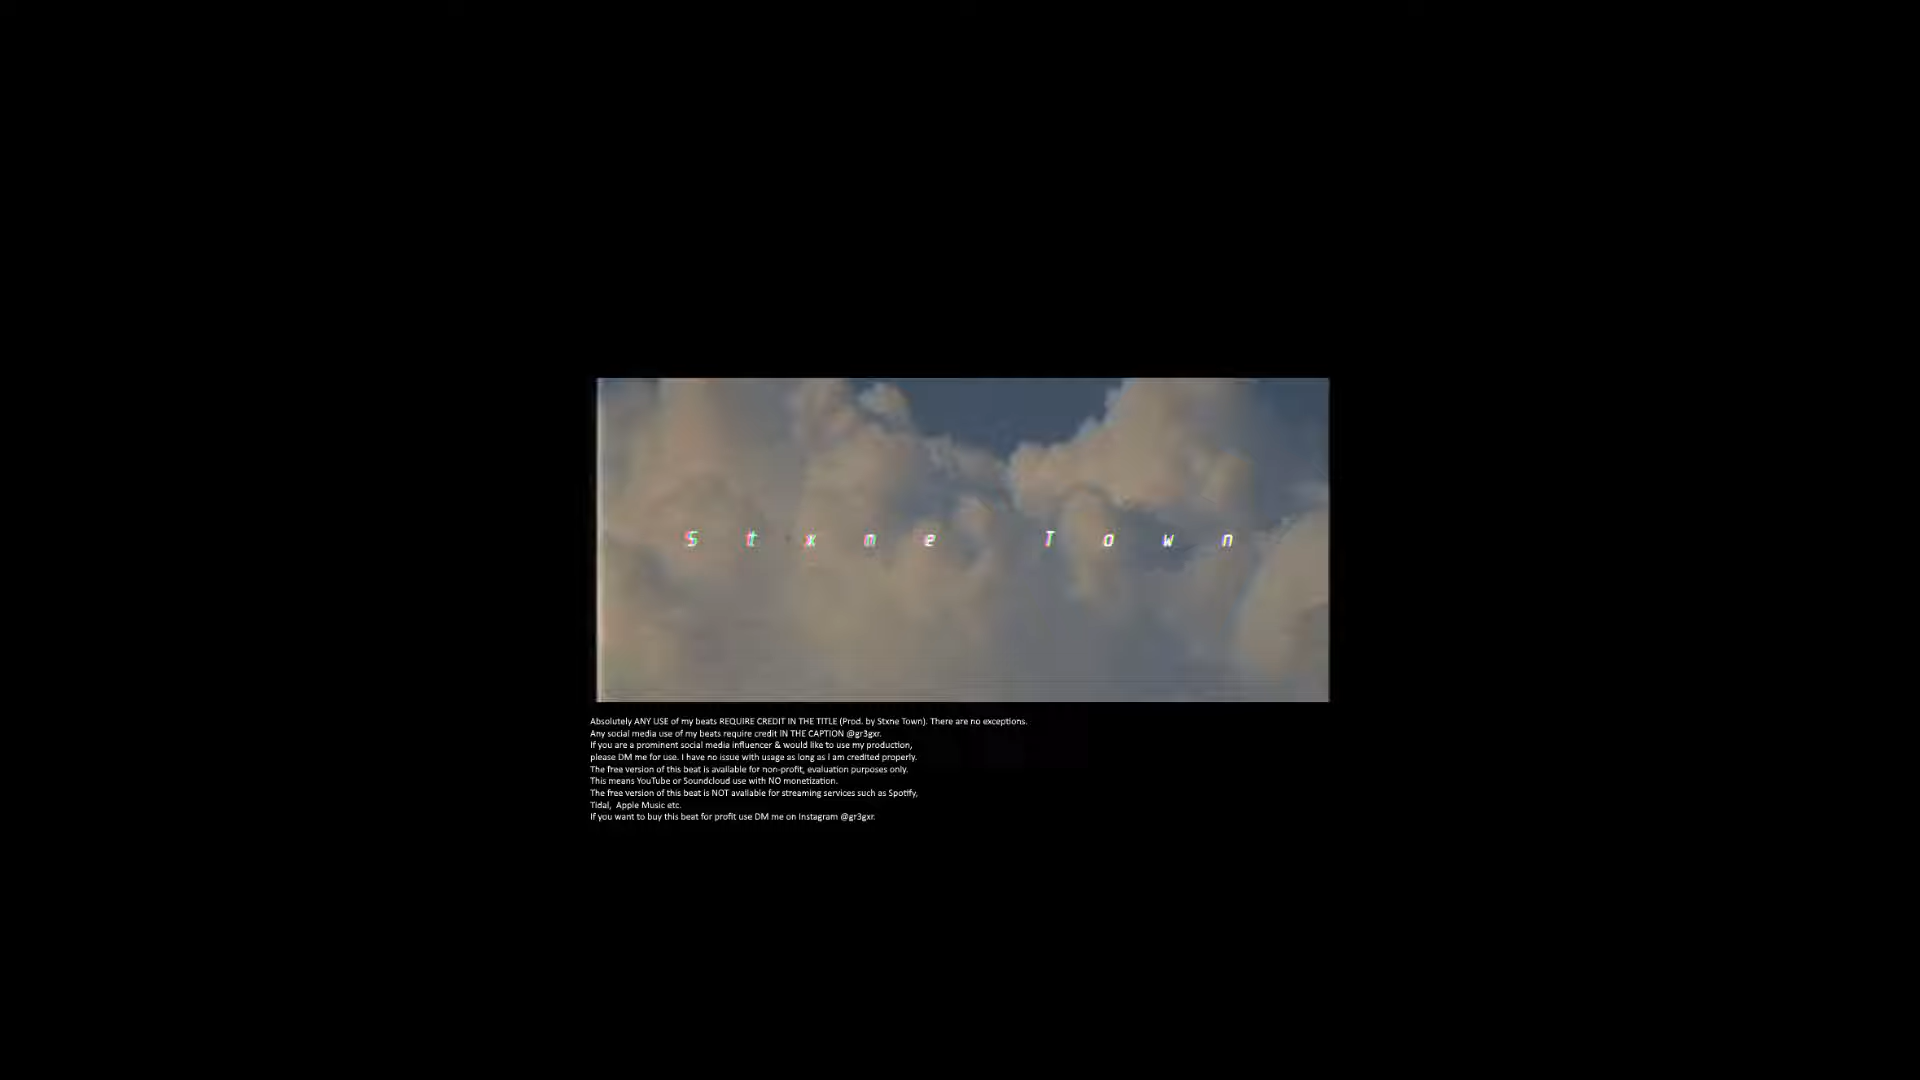 Stxne Town
Absolutely ANY USE of my beats REQUIRE CREDIT IN THE TITLE (Prod. by Stxne Town). There are no exceptions.
Any social media use of my beats require credit IN THE CAPTION @gr3gxr.
If you are a prominent social media influencer & would like to use my production,
please DM me for use. I have no issue with usage as long as I am credited properly.
The free version of this beat is available for non-profit, evaluation purposes only.
This means YouTube or Soundcloud use with NO monetization.
The free version of this beat is NOT available for streaming services such as Spotify,
Tidal,  Apple Music etc.
If you want to buy this beat for profit use DM me on Instagram @gr3gxr.